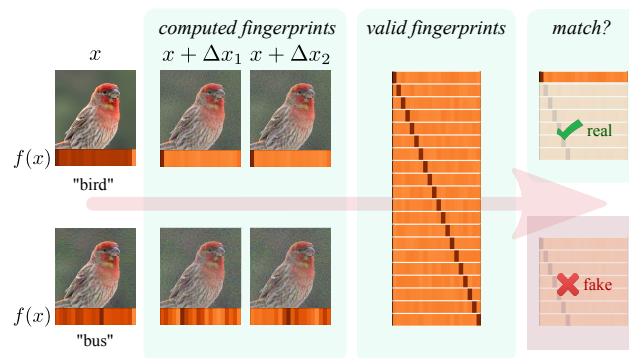 computed fingerprints valid fingerprints match?
x x + Δx₁ x + Δx₂
f(x)
real
"bird"
f(x)
fake
"bus"